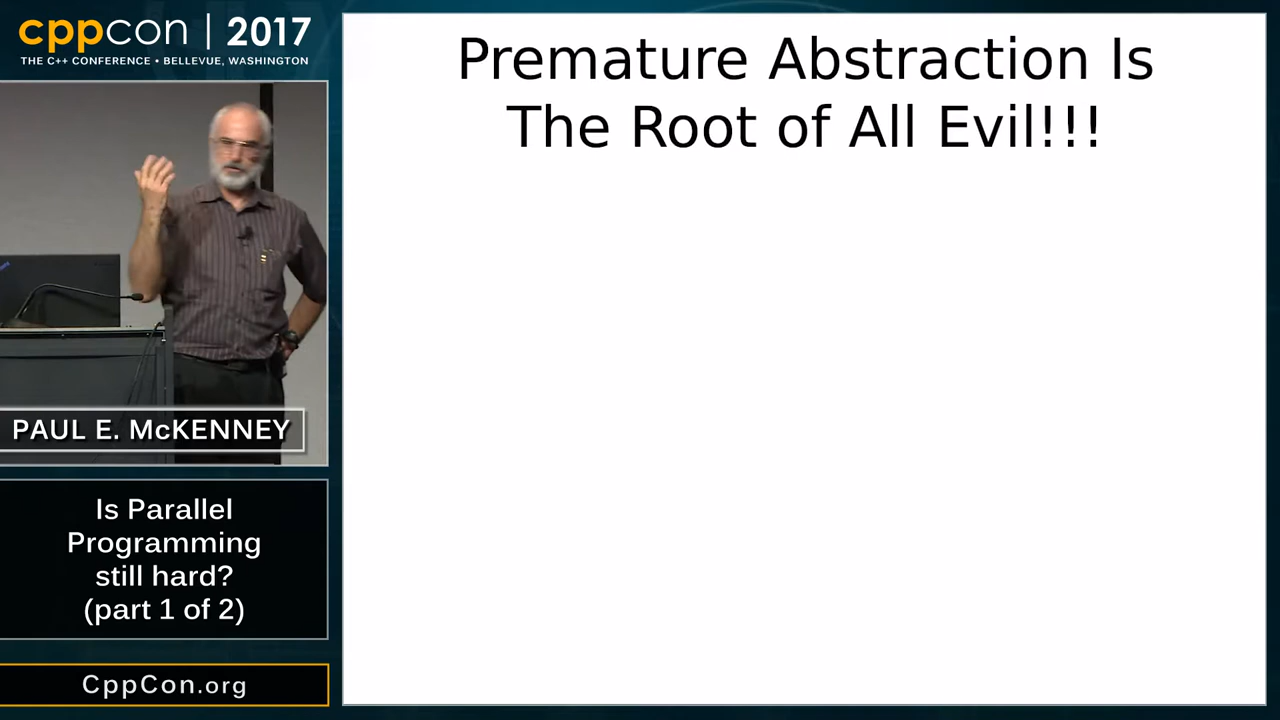 cppcon | 2017
THE C++ CONFERENCE • BELLEVUE, WASHINGTON
Premature Abstraction Is
The Root of All Evil!!!
PAUL E. McKENNEY
Is Parallel
Programming
still hard?
(part 1 of 2)
CppCon.org